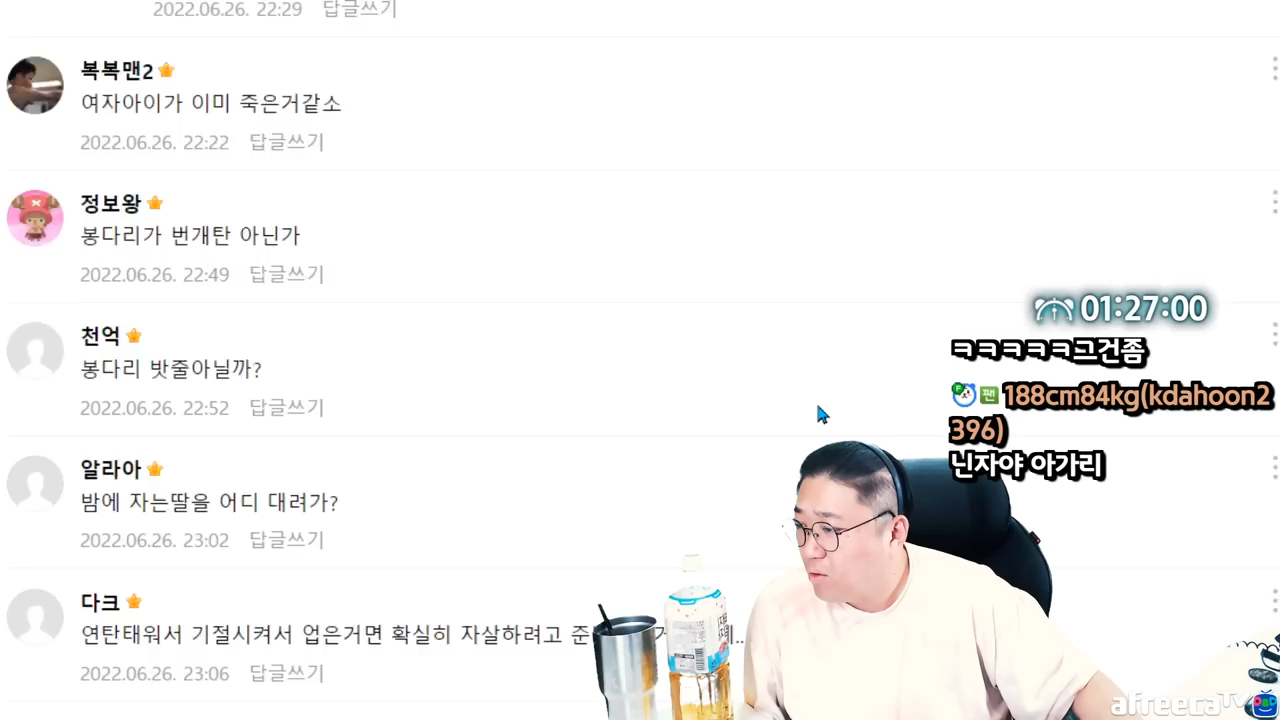 2022.06.26. 22:29 답글쓰기
복복맨2
여자아이가 이미 죽은거같소
2022.06.26. 22:22 답글쓰기
정보왕
봉다리가 번개탄 아닌가
2022.06.26. 22:49 답글쓰기
천억
봉다리 밧줄아닐까?
2022.06.26. 22:52 답글쓰기
알라아
밤에 자는딸을 어디 대려가?
2022.06.26. 23:02 답글쓰기
다크
연탄태워서 기절시켜서 업은거면 확실히 자살하려고
2022.06.26. 23:06 답글쓰기
01:27:00
ㅋㅋㅋㅋㅋ그건좀
팬 188cm84kg(kdahoon2
396)
닌자야 아가리
afreecaTV